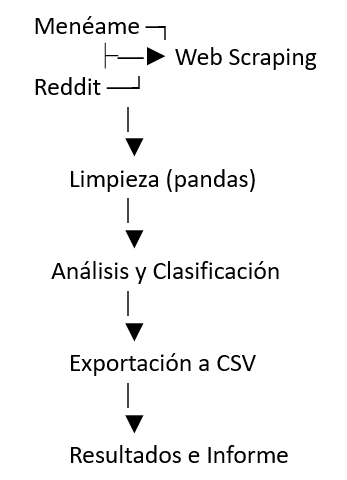 Menéame
Web Scraping
Reddit
Limpieza (pandas)
Análisis y Clasificación
Exportación a CSV
Resultados e Informe